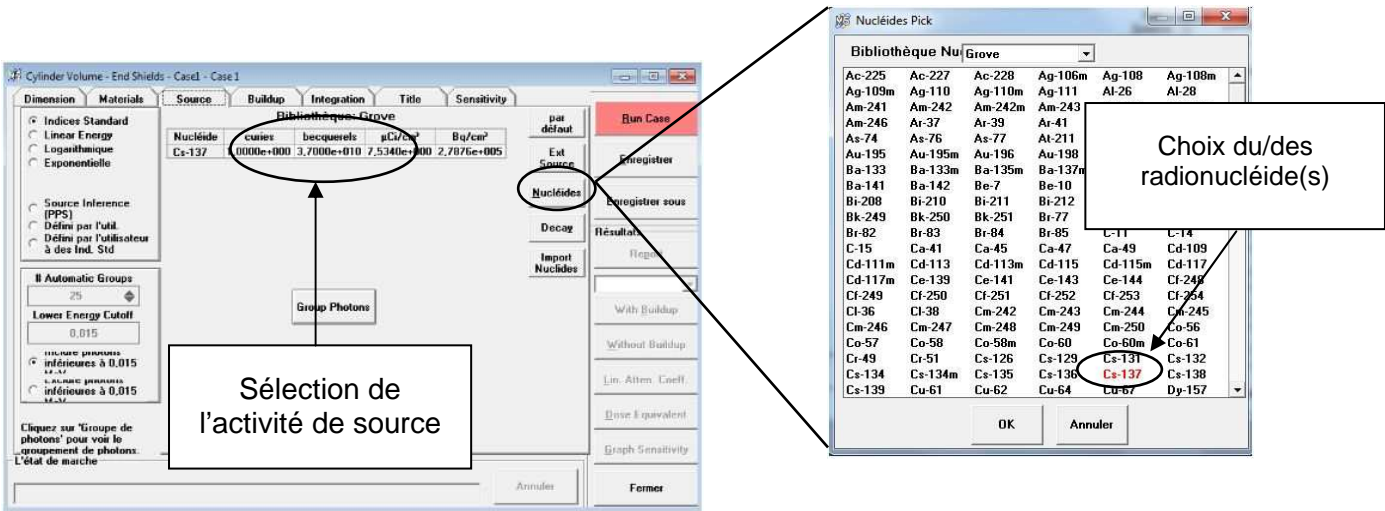 Cylinder Volume - End Shields - Case1 - Case 1
Dimension Materials Source Buildup Integration Title Sensitivity
Indices Standard
Linear Energy
Logarithmique
Exponentielle
Source Inference
(PPS)
Défini par l'util.
Défini par l'utilisateur
à des Ind. Std
# Automatic Groups
25
Lower Energy Cutoff
0,015
inférieures à 0,015
inférieures à 0,015
Cliquez sur 'Groupe de
photons' pour voir le
groupement de photons.
L'état de marche
Bibliothèque: Grove
Nucléide curies becquerels µCi/cm³ Bq/cm³
Cs-137 1,0000e+000 3,7000e+010 7,5340e+000 2,7876e+005
Group Photons
Sélection de
l'activité de source
par
défaut
Ext
Source
Nucléides
Decay
Import
Nuclides
Annuler
Run Case
Enregistrer
Enregistrer sous
Résultats
Report
With Buildup
Without Buildup
Lin. Atten. Coeff.
Dose Equivalent
Graph Sensitivity
Fermer
Nucléides Pick
Bibliothèque Nu Grove
Ac-225 Ac-227 Ac-228 Ag-106m Ag-108 Ag-108m
Ag-109m Ag-110 Ag-110m Ag-111 Al-26 Al-28
Am-241 Am-242 Am-242m Am-243
Am-246 Ar-37 Ar-39 Ar-41
As-74 As-76 As-77 At-211
Au-195 Au-195m Au-196 Au-198
Ba-133 Ba-133m Ba-135m Ba-137m
Ba-141 Ba-142 Be-7 Be-10
Bi-208 Bi-210 Bi-211 Bi-212
Bk-249 Bk-250 Bk-251 Br-77
Br-82 Br-83 Br-84 Br-85 C-11 C-14
C-15 Ca-41 Ca-45 Ca-47 Ca-49 Cd-109
Cd-111m Cd-113 Cd-113m Cd-115 Cd-115m Cd-117
Cd-117m Ce-139 Ce-141 Ce-143 Ce-144 Cf-248
Cf-249 Cf-250 Cf-251 Cf-252 Cf-253 Cf-254
Cl-36 Cl-38 Cm-242 Cm-243 Cm-244 Cm-245
Cm-246 Cm-247 Cm-248 Cm-249 Cm-250 Co-56
Co-57 Co-58 Co-58m Co-60 Co-60m Co-61
Cr-49 Cr-51 Cs-126 Cs-129 Cs-131 Cs-132
Cs-134 Cs-134m Cs-135 Cs-136 Cs-137 Cs-138
Cs-139 Cu-61 Cu-62 Cu-64 Cu-67 Dy-157
OK Annuler
Choix du/des
radionucléide(s)